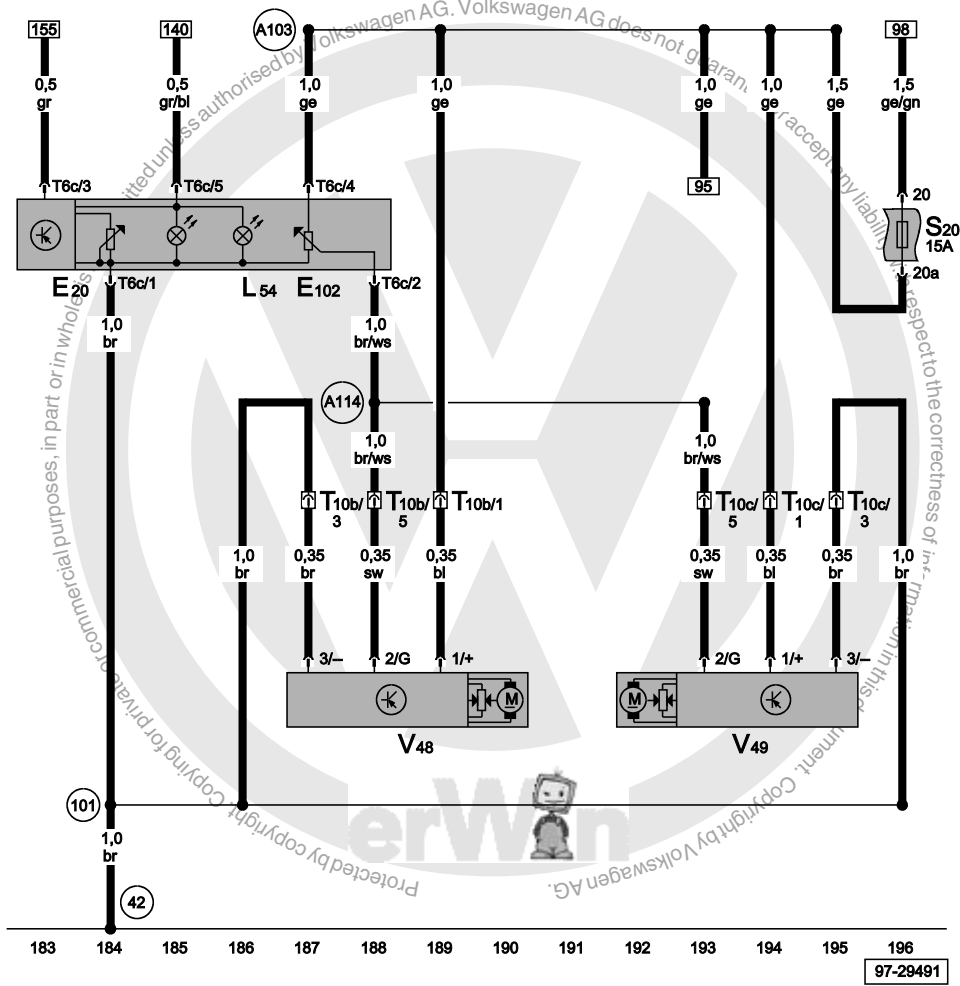 Protected by copyright. Copying for private or commercial purposes, in part or in whole, is
mitted unless authorised by Volkswagen AG. Volkswagen AG does not guaran
accept any liability
respect to the correctness of inf
rmation in this d
ument. Copyright by Volkswagen AG.
155
140
A103
98
0,5
gr
0,5
gr/bl
1,0
ge
1,0
ge
1,0
ge
1,0
ge
1,5
ge
1,5
ge/gn
T6c/3
T6c/5
T6c/4
95
20
S20
15A
20a
E20
T6c/1
L54
E102
T6c/2
1,0
br
1,0
br/ws
A114
1,0
br/ws
1,0
br/ws
T10b/
3
T10b/
5
T10b/1
T10c/
5
T10c/
1
T10c/
3
1,0
br
0,35
br
0,35
sw
0,35
bl
0,35
sw
0,35
bl
0,35
br
1,0
br
3/–
2/G
1/+
2/G
1/+
3/–
M
M
V48
V49
101
erWin
1,0
br
42
183 184 185 186 187 188 189 190 191 192 193 194 195 196
97-29491